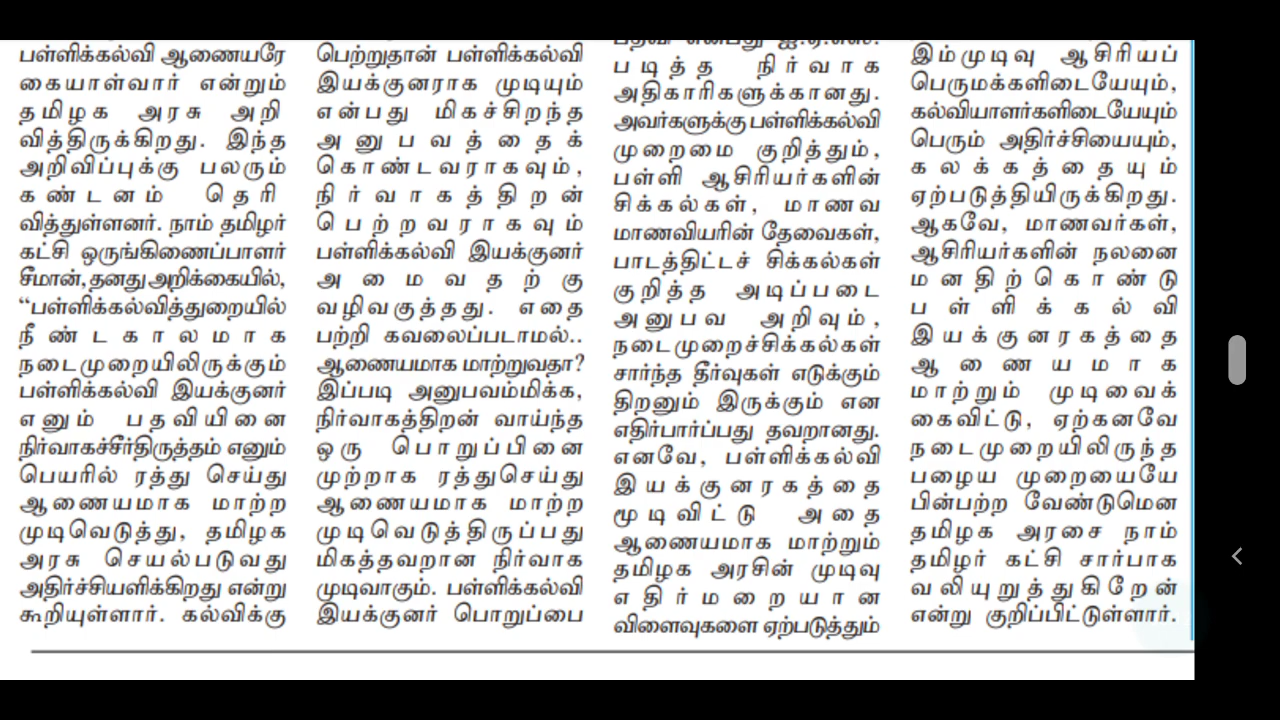 பள்ளிக்கல்வி ஆணையரே
கையாள்வார் என்றும்
தமிழக அரசு அறி
வித்திருக்கிறது. இந்த
அறிவிப்புக்கு பலரும்
கண்டனம் தெரி
வித்துள்ளனர். நாம் தமிழர்
கட்சி ஒருங்கிணைப்பாளர்
சீமான், தனது அறிக்கையில்,
“பள்ளிக்கல்வித்துறையில்
நீண்டகாலமாக
நடைமுறையிலிருக்கும்
பள்ளிக்கல்வி இயக்குனர்
எனும் பதவியினை
நிர்வாகச்சீர்திருத்தம் எனும்
பெயரில் ரத்து செய்து
ஆணையமாக மாற்ற
முடிவெடுத்து, தமிழக
அரசு செயல்படுவது
அதிர்ச்சியளிக்கிறது என்று
கூறியுள்ளார். கல்விக்கு
பெற்றுதான் பள்ளிக்கல்வி
இயக்குனராக முடியும்
என்பது மிகச்சிறந்த
அனுபவத்தைக்
கொண்டவராகவும்,
நிர்வாகத்திறன்
பெற்றவராகவும்
பள்ளிக்கல்வி இயக்குனர்
அமைவதற்கு
வழிவகுத்தது. எதை
பற்றி கவலைப்படாமல்..
ஆணையமாக மாற்றுவதா?
இப்படி அனுபவம்மிக்க,
நிர்வாகத்திறன் வாய்ந்த
ஒரு பொறுப்பினை
முற்றாக ரத்துசெய்து
ஆணையமாக மாற்ற
முடிவெடுத்திருப்பது
மிகத்தவறான நிர்வாக
முடிவாகும். பள்ளிக்கல்வி
இயக்குனர் பொறுப்பை
பதவி என்பது ஐ.ஏ.எஸ்.
படித்த நிர்வாக
அதிகாரிகளுக்கானது.
அவர்களுக்கு பள்ளிக்கல்வி
முறைமை குறித்தும்,
பள்ளி ஆசிரியர்களின்
சிக்கல்கள், மாணவ
மாணவியரின் தேவைகள்,
பாடத்திட்டச் சிக்கல்கள்
குறித்த அடிப்படை
அனுபவ அறிவும்,
நடைமுறைச்சிக்கல்கள்
சார்ந்த தீர்வுகள் எடுக்கும்
திறனும் இருக்கும் என
எதிர்பார்ப்பது தவறானது.
எனவே, பள்ளிக்கல்வி
இயக்குனரகத்தை
மூடிவிட்டு அதை
ஆணையமாக மாற்றும்
தமிழக அரசின் முடிவு
எதிர்மறையான
விளைவுகளை ஏற்படுத்தும்
இம்முடிவு ஆசிரியப்
பெருமக்களிடையேயும்,
கல்வியாளர்களிடையேயும்
பெரும் அதிர்ச்சியையும்,
கலக்கத்தையும்
ஏற்படுத்தியிருக்கிறது.
ஆகவே, மாணவர்கள்,
ஆசிரியர்களின் நலனை
மனதிற்கொண்டு
பள்ளிக்கல்வி
இயக்குனரகத்தை
ஆணையமாக
மாற்றும் முடிவைக்
கைவிட்டு, ஏற்கனவே
நடைமுறையிலிருந்த
பழைய முறையையே
பின்பற்ற வேண்டுமென
தமிழக அரசை நாம்
தமிழர் கட்சி சார்பாக
வலியுறுத்துகிறேன்
என்று குறிப்பிட்டுள்ளார்.